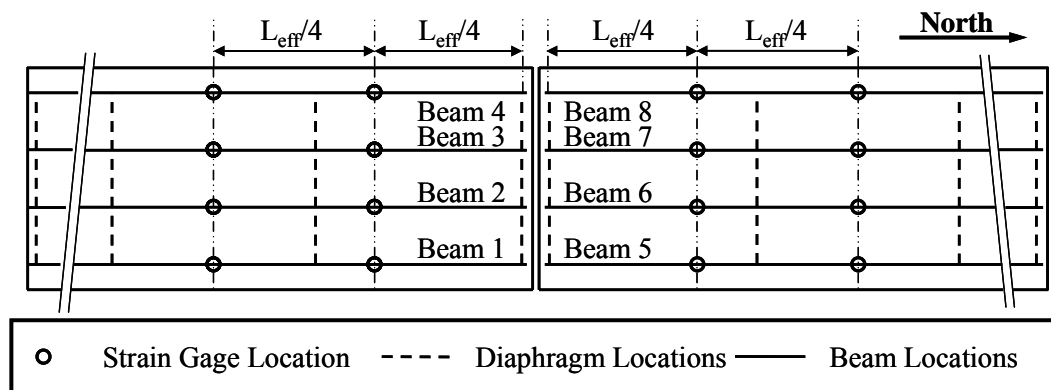 L_eff/4 L_eff/4 L_eff/4 L_eff/4 North
Beam 4 Beam 8
Beam 3 Beam 7
Beam 2 Beam 6
Beam 1 Beam 5
Strain Gage Location Diaphragm Locations Beam Locations